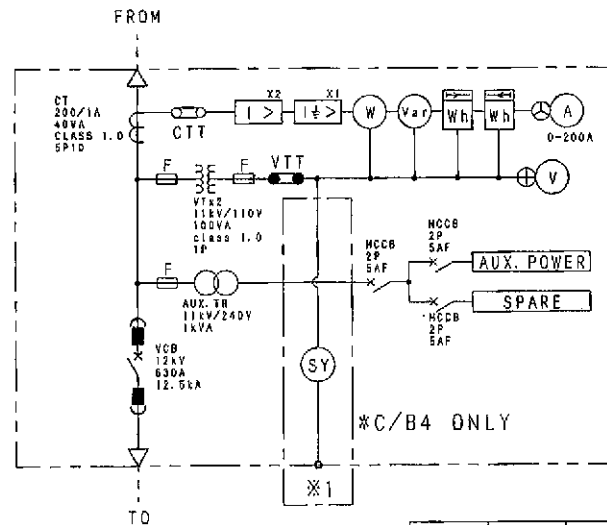 FROM
CT
200/1A
40VA
CLASS 1.0
5P10
CTT
X2
I >
X1
I >
W
Var
Wh
Wh
A
0-200A
F
F
VTT
V
VTx2
11kV/110V
100VA
class 1.0
1P
MCCB
2P
5AF
MCCB
2P
5AF
AUX. POWER
F
AUX. TR
11kV/240V
1kVA
MCCB
2P
5AF
SPARE
VCB
12kV
630A
12.5kA
SY
*C/B4 ONLY
※1
TO